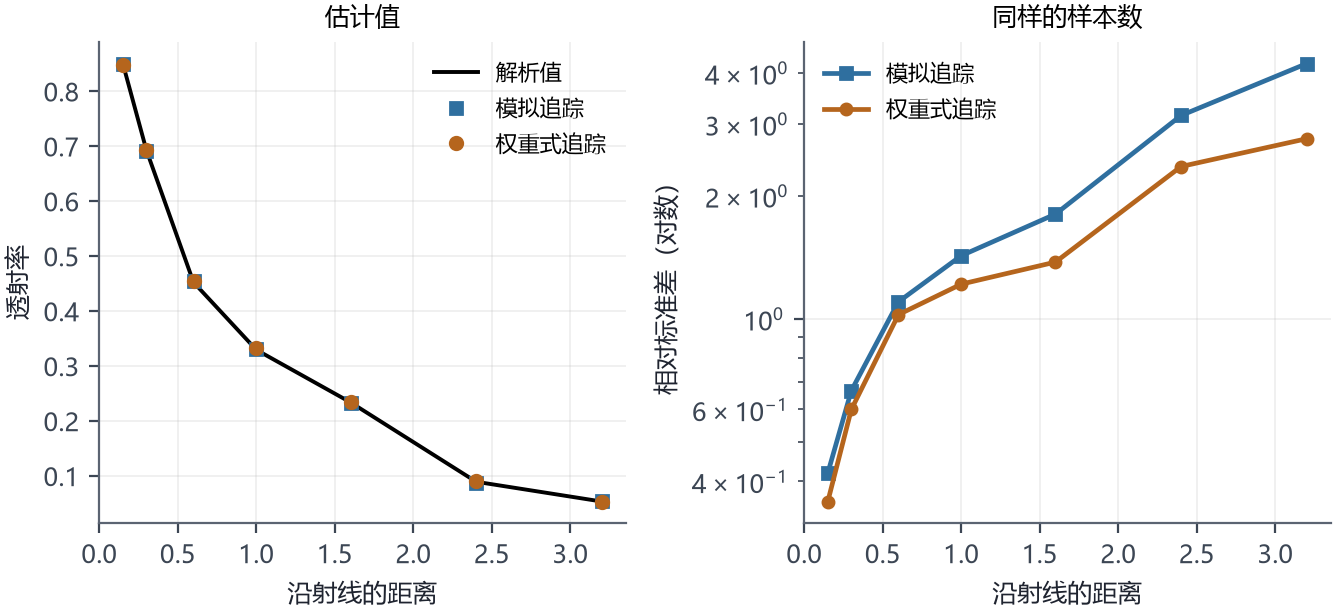 估计值
透射率
0.8
0.7
0.6
0.5
0.4
0.3
0.2
0.1
解析值
模拟追踪
权重式追踪
0.0 0.5 1.0 1.5 2.0 2.5 3.0
沿射线的距离
同样的样本数
相对标准差（对数）
4 × 10⁰
3 × 10⁰
2 × 10⁰
10⁰
6 × 10⁻¹
4 × 10⁻¹
模拟追踪
权重式追踪
0.0 0.5 1.0 1.5 2.0 2.5 3.0
沿射线的距离